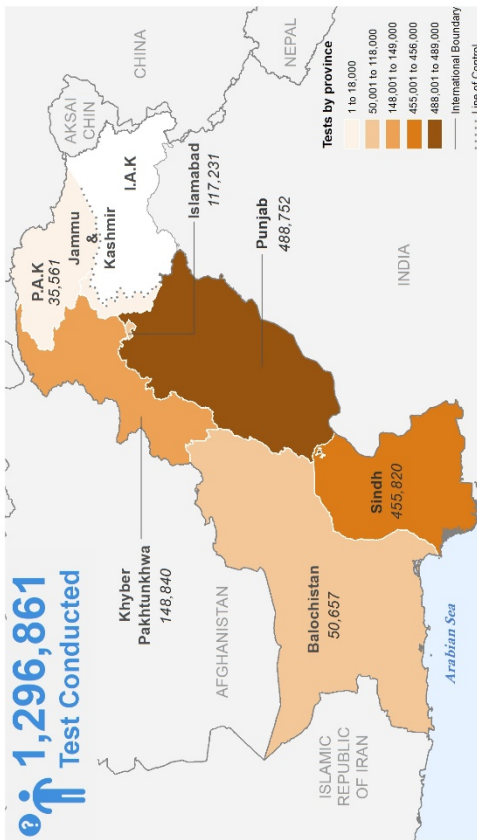 ?
1,296,861
Test Conducted
CHINA
NEPAL
AKSAI
CHIN
P.A.K
35,561
Jammu
&
Kashmir
I.A.K
Islamabad
117,231
Khyber
Pakhtunkhwa
148,840
Punjab
488,752
AFGHANISTAN
Balochistan
50,657
ISLAMIC
REPUBLIC
OF IRAN
Sindh
455,820
INDIA
Arabian Sea
Tests by province
1 to 18,000
50,001 to 118,000
148,001 to 149,000
455,001 to 456,000
488,001 to 489,000
International Boundary
Line of Control